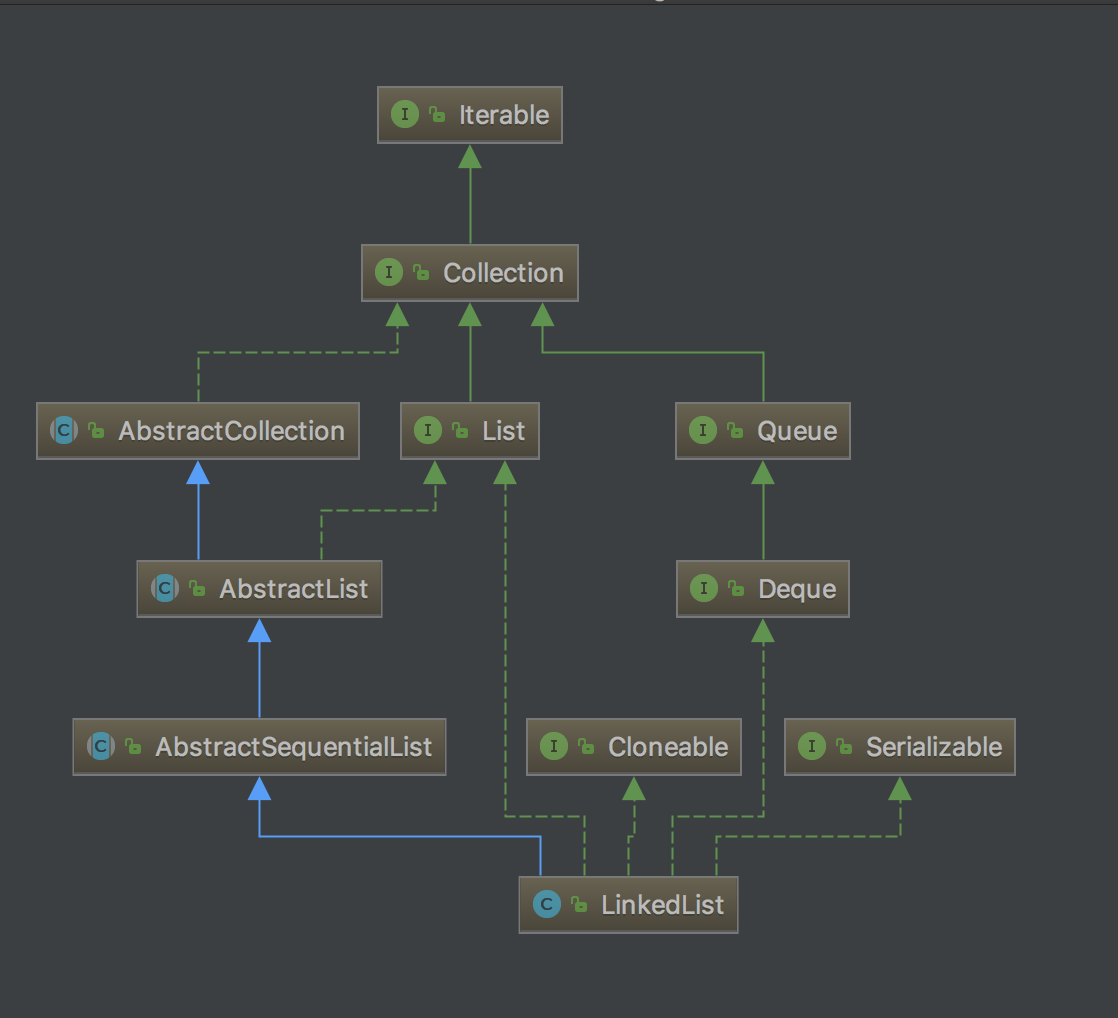 I Iterable
I Collection
C AbstractCollection
I List
I Queue
C AbstractList
I Deque
C AbstractSequentialList
I Cloneable
I Serializable
C LinkedList